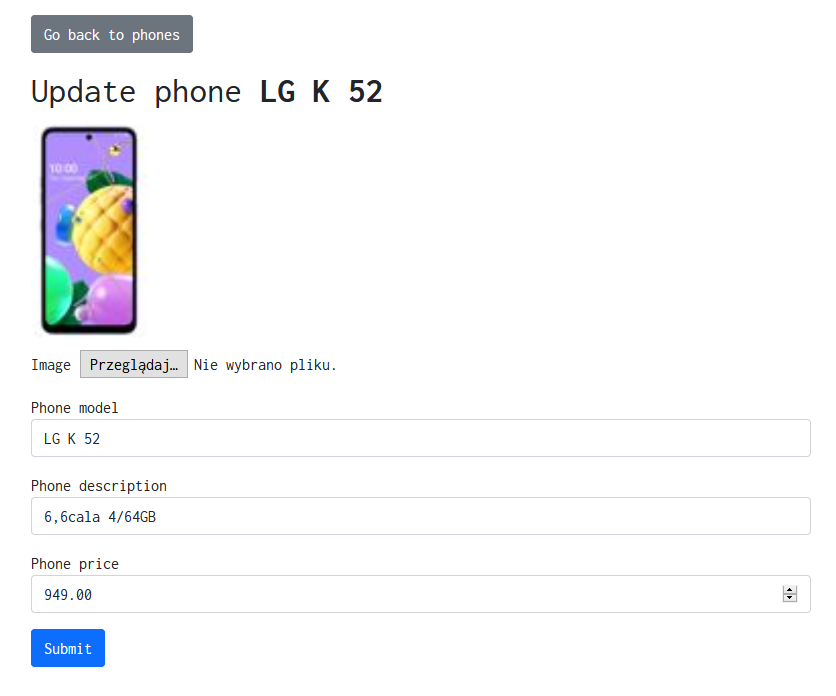 Go back to phones
Update phone LG K 52
10:00
Image Przeglądaj… Nie wybrano pliku.
Phone model
LG K 52
Phone description
6,6cala 4/64GB
Phone price
949.00
Submit